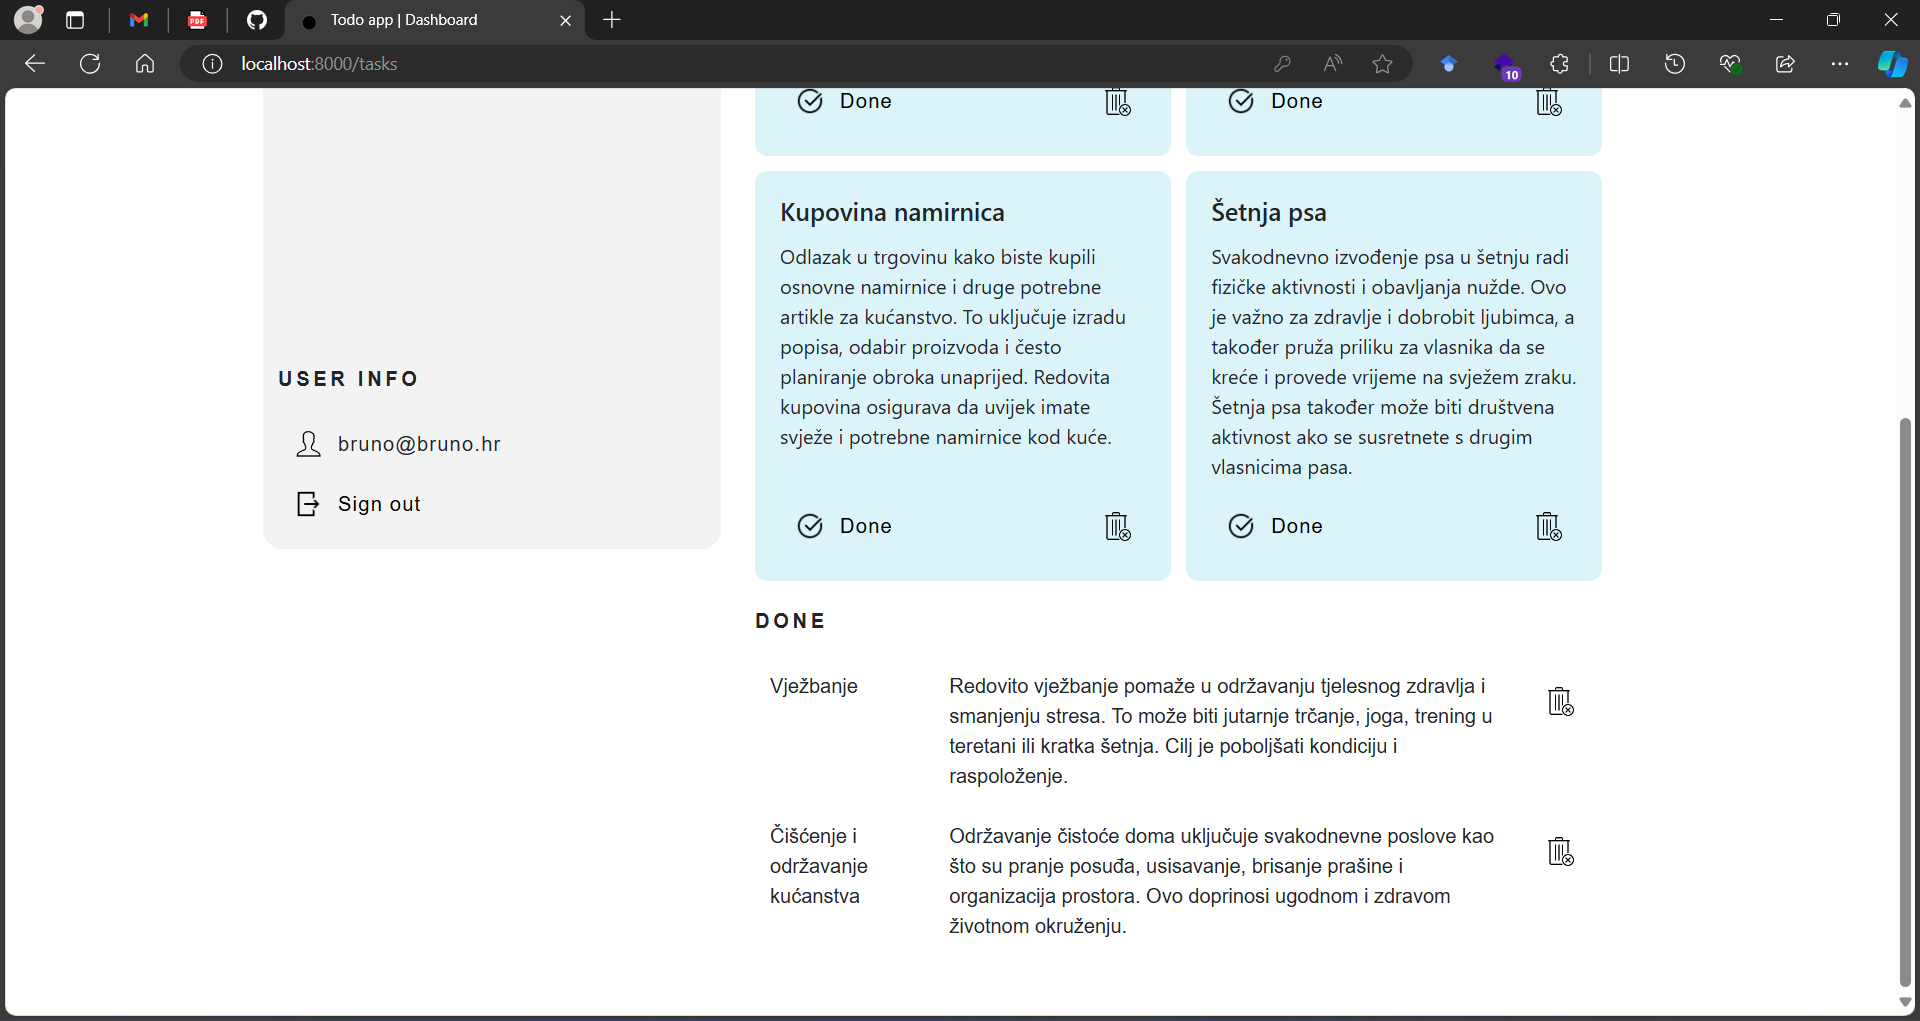 Todo app | Dashboard
localhost:8000/tasks
10
Done
Done
Kupovina namirnica
Odlazak u trgovinu kako biste kupili
osnovne namirnice i druge potrebne
artikle za kućanstvo. To uključuje izradu
popisa, odabir proizvoda i često
planiranje obroka unaprijed. Redovita
kupovina osigurava da uvijek imate
svježe i potrebne namirnice kod kuće.
Done
Šetnja psa
Svakodnevno izvođenje psa u šetnju radi
fizičke aktivnosti i obavljanja nužde. Ovo
je važno za zdravlje i dobrobit ljubimca, a
također pruža priliku za vlasnika da se
kreće i provede vrijeme na svježem zraku.
Šetnja psa također može biti društvena
aktivnost ako se susretnete s drugim
vlasnicima pasa.
Done
USER INFO
bruno@bruno.hr
Sign out
DONE
Vježbanje
Redovito vježbanje pomaže u održavanju tjelesnog zdravlja i
smanjenju stresa. To može biti jutarnje trčanje, joga, trening u
teretani ili kratka šetnja. Cilj je poboljšati kondiciju i
raspoloženje.
Čišćenje i
održavanje
kućanstva
Održavanje čistoće doma uključuje svakodnevne poslove kao
što su pranje posuđa, usisavanje, brisanje prašine i
organizacija prostora. Ovo doprinosi ugodnom i zdravom
životnom okruženju.